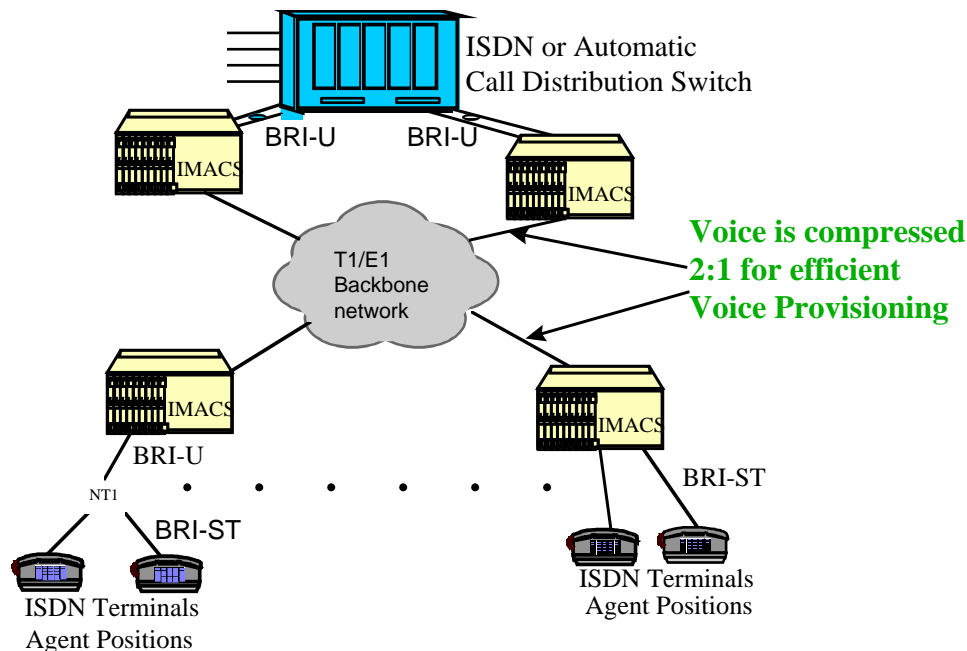 ISDN or Automatic
Call Distribution Switch
BRI-U
BRI-U
IMACS
IMACS
T1/E1
Backbone
network
Voice is compressed
2:1 for efficient
Voice Provisioning
IMACS
IMACS
BRI-U
BRI-ST
NT1
BRI-ST
ISDN Terminals
Agent Positions
ISDN Terminals
Agent Positions